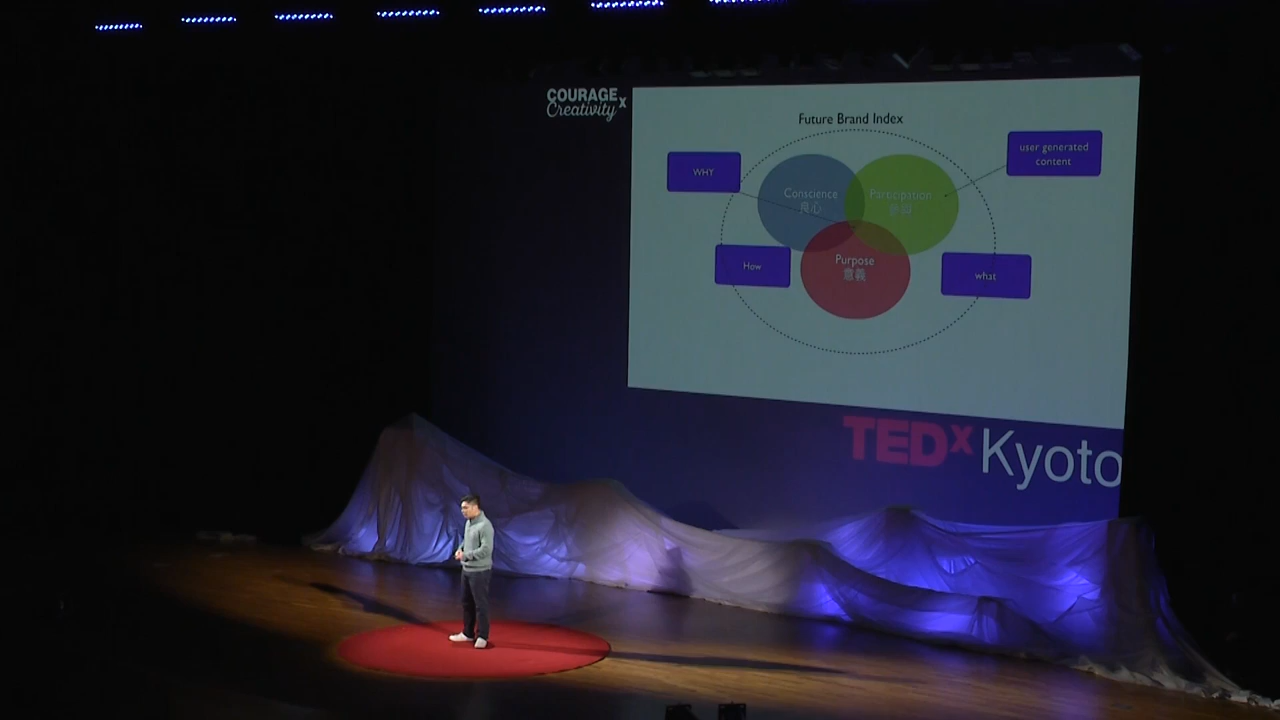 COURAGE x
Creativity
Future Brand Index
WHY
user generated
content
Conscience
良心
Participation
How
Purpose
意義
what
TEDx Kyoto